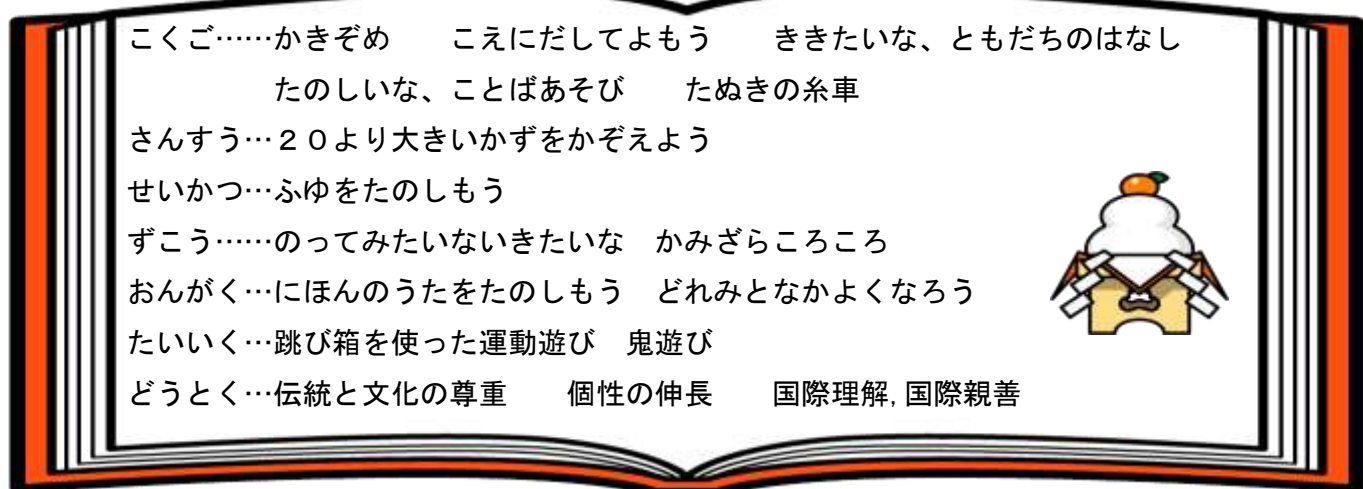 こくご……かきぞめ　　こえにだしてよもう　　ききたいな、ともだちのはなし
たのしいな、ことばあそび　　たぬきの糸車
さんすう…２０より大きいかずをかぞえよう
せいかつ…ふゆをたのしもう
ずこう……のってみたいないきたいな　かみざらころころ
おんがく…にほんのうたをたのしもう　どれみとなかよくなろう
たいいく…跳び箱を使った運動遊び　鬼遊び
どうとく…伝統と文化の尊重　　個性の伸長　　国際理解,国際親善